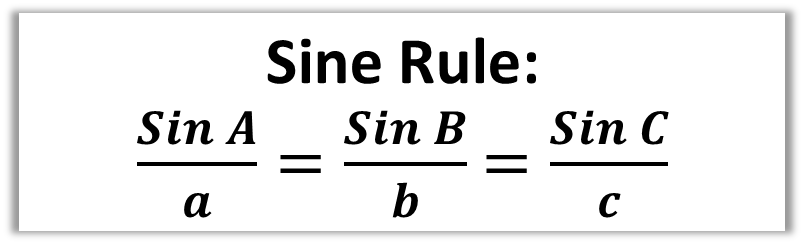 Sine Rule:
Sin A / a = Sin B / b = Sin C / c